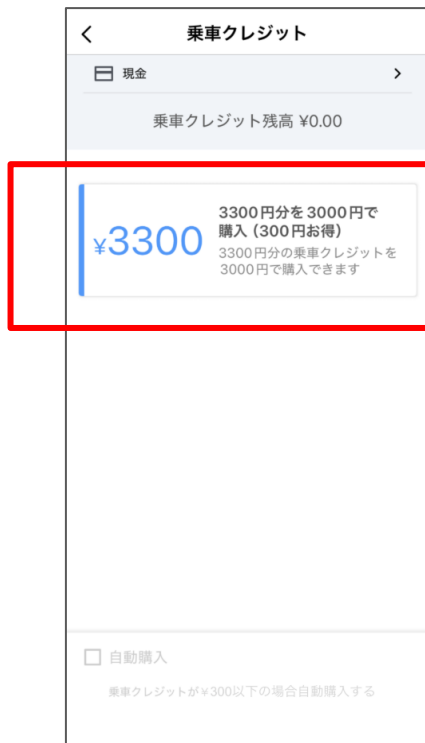 乗車クレジット
現金
乗車クレジット残高 ¥0.00
¥3300
3300円分を3000円で
購入（300円お得）
3300円分の乗車クレジットを
3000円で購入できます
自動購入
乗車クレジットが¥300以下の場合自動購入する